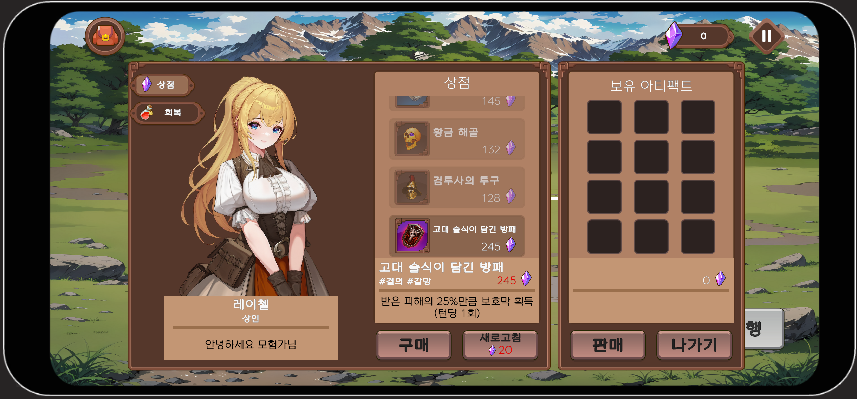 0
상점
회복
레이첼
상인
안녕하세요 모험가님
상점
145
황금 해골
132
검투사의 투구
128
고대 술식이 담긴 방패
245
고대 술식이 담긴 방패
#결의 #갈망
245
받은 피해의 25%만큼 보호막 획득
(턴당 1회)
구매
새로고침
20
보유 아티팩트
0
판매
나가기
행